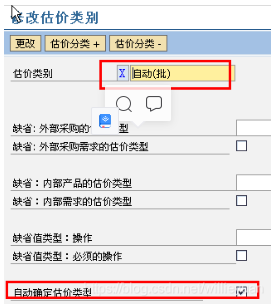 修改估价类别
更改 估价分类 + 估价分类 -
估价类别 X 自动(批)
缺省: 外部采购的 型
缺省: 外部采购需求的估价类型
缺省: 内部产品的估价类型
缺省: 内部需求的估价类型
缺省值类型: 操作
缺省值类型: 必须的操作
自动确定估价类型